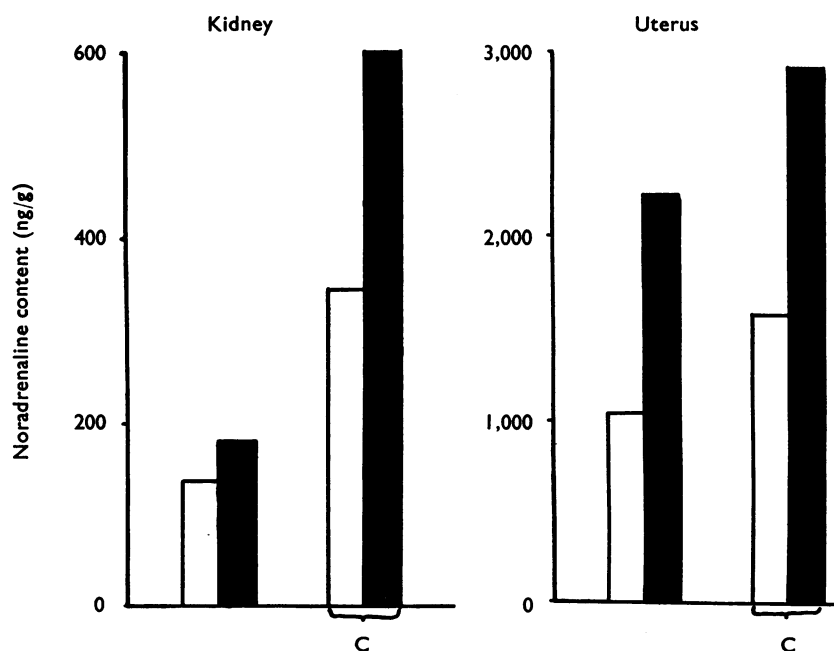 Kidney
Uterus
Noradrenaline content (ng/g)
600
400
200
0
C
3,000
2,000
1,000
0
C